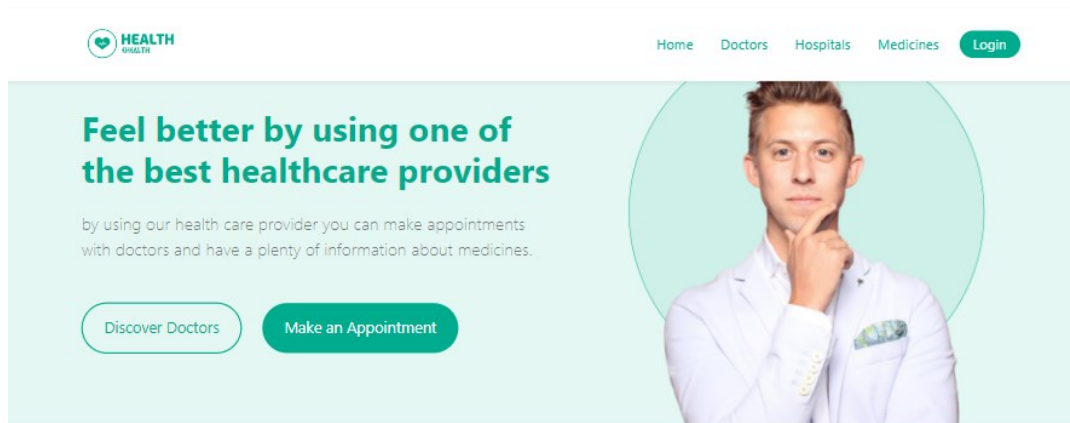 HEALTH
Home Doctors Hospitals Medicines Login
Feel better by using one of
the best healthcare providers
by using our health care provider you can make appointments
with doctors and have a plenty of information about medicines.
Discover Doctors Make an Appointment